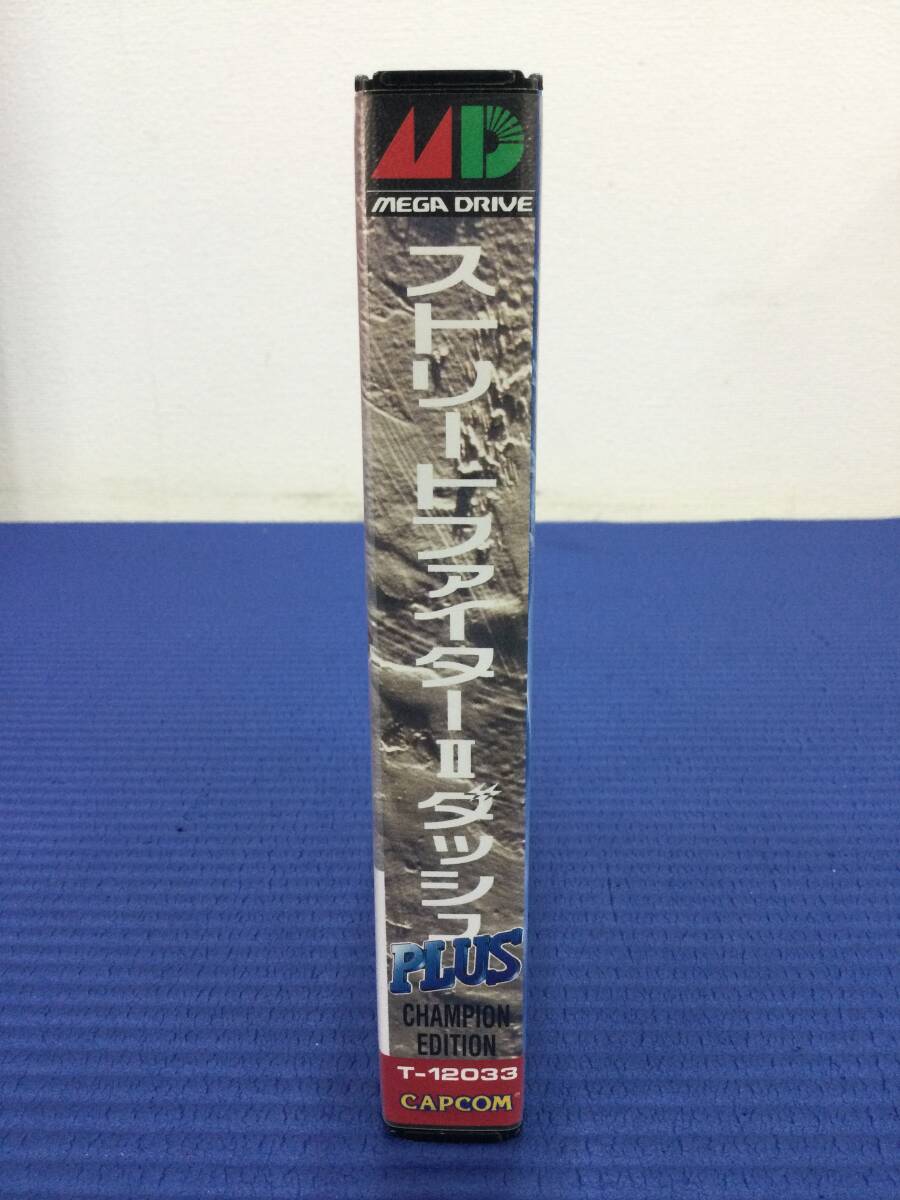 MD
MEGA DRIVE
ストリートファイターⅡダッシュ
PLUS
CHAMPION
EDITION
T-12033
CAPCOM